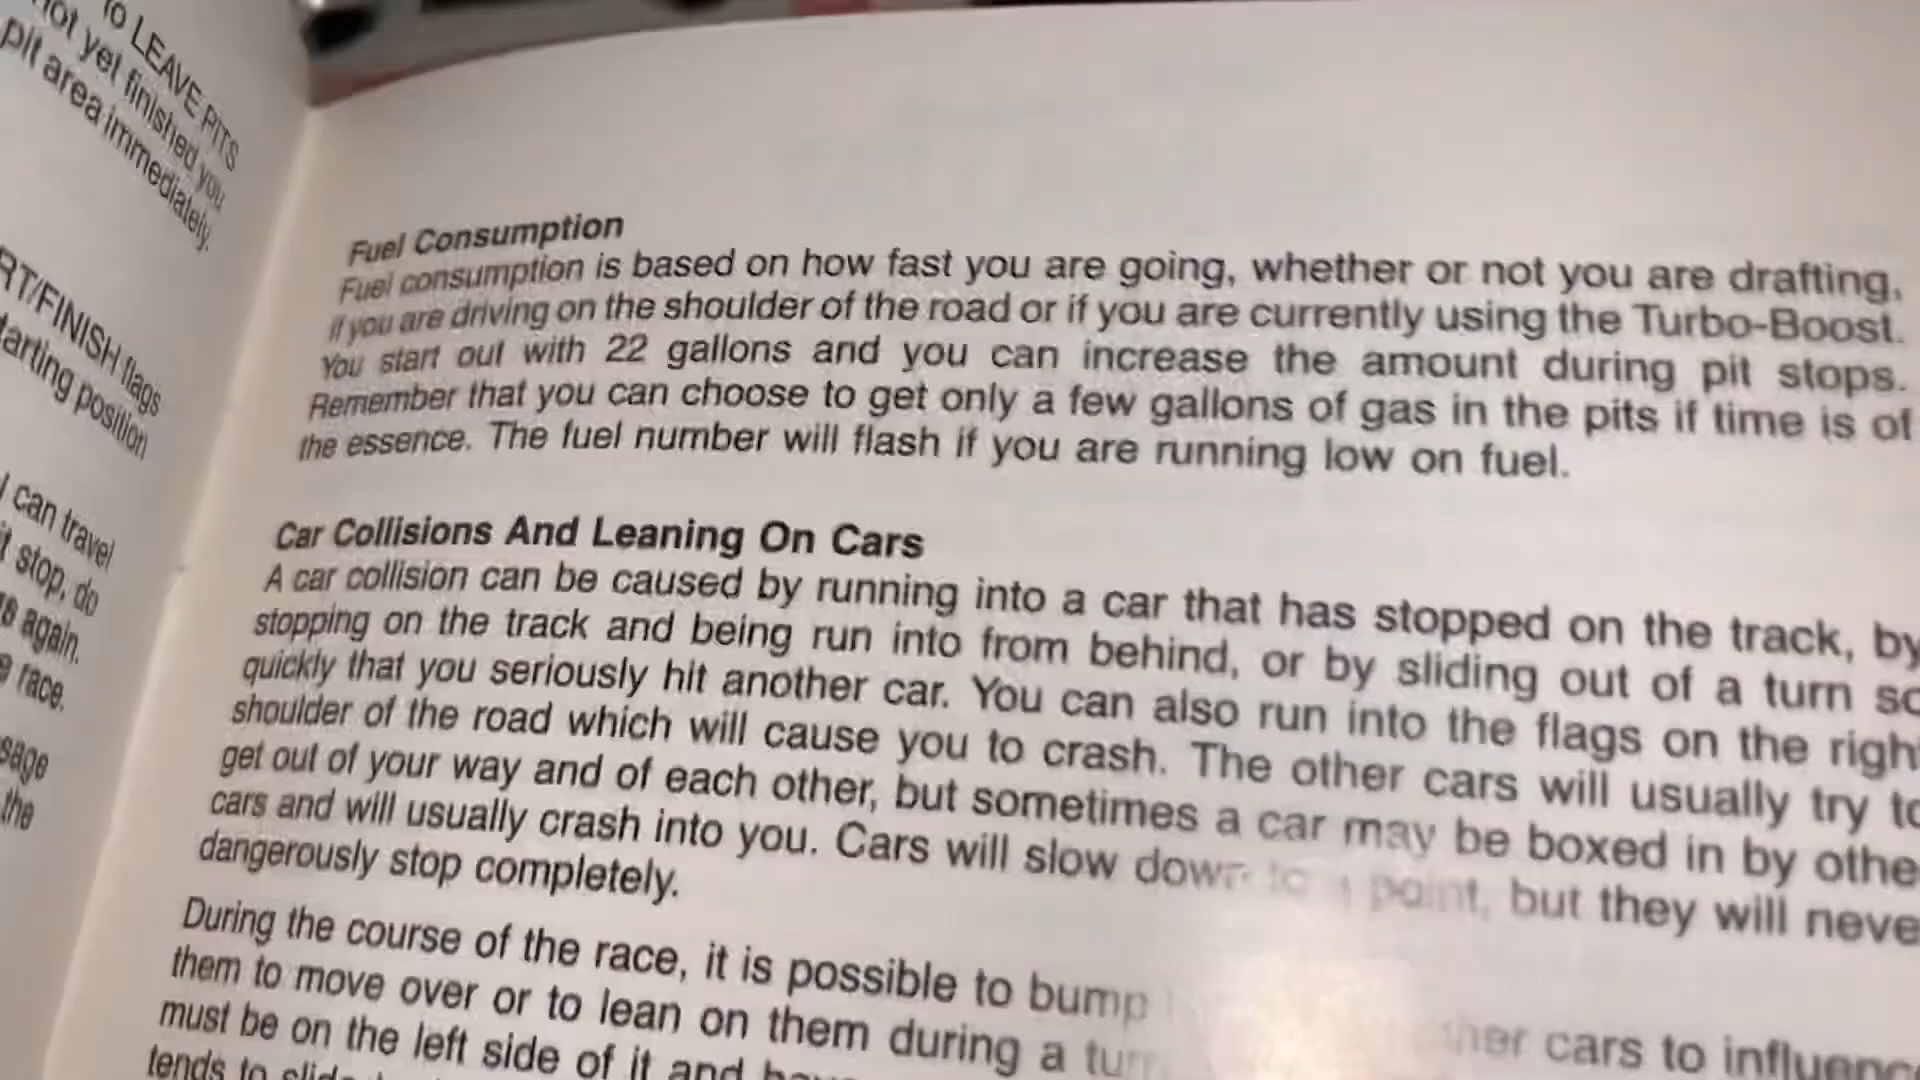 to LEAVE PITS
not yet finished you
pit area immediately.
RT/FINISH flags
tarting position
can travel
stop, do
again.
race.
sage
the
Fuel Consumption
Fuel consumption is based on how fast you are going, whether or not you are drafting,
if you are driving on the shoulder of the road or if you are currently using the Turbo-Boost.
You start out with 22 gallons and you can increase the amount during pit stops.
Remember that you can choose to get only a few gallons of gas in the pits if time is of
the essence. The fuel number will flash if you are running low on fuel.
Car Collisions And Leaning On Cars
A car collision can be caused by running into a car that has stopped on the track, by
stopping on the track and being run into from behind, or by sliding out of a turn so
quickly that you seriously hit another car. You can also run into the flags on the right
shoulder of the road which will cause you to crash. The other cars will usually try to
get out of your way and of each other, but sometimes a car may be boxed in by othe
cars and will usually crash into you. Cars will slow down to a point, but they will neve
dangerously stop completely.
During the course of the race, it is possible to bump cars to influence
them to move over or to lean on them during a turn
must be on the left side of it and
tends to